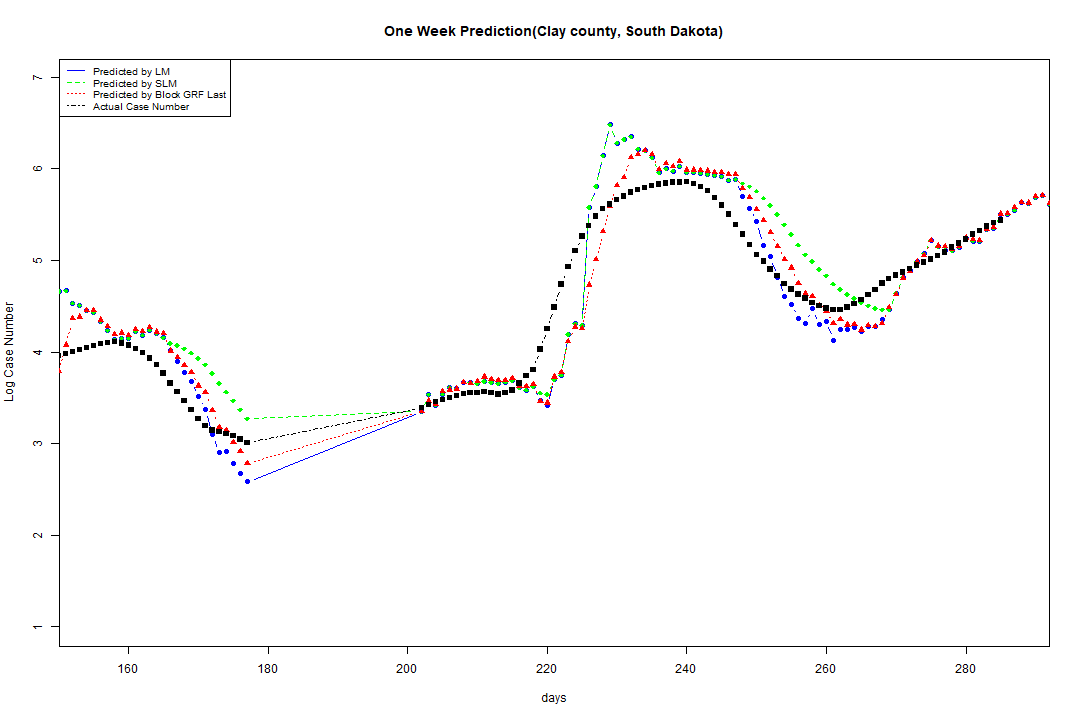 One Week Prediction(Clay county, South Dakota)
Predicted by LM
Predicted by SLM
Predicted by Block GRF Last
Actual Case Number
7
6
5
4
3
2
1
Log Case Number
160 180 200 220 240 260 280
days